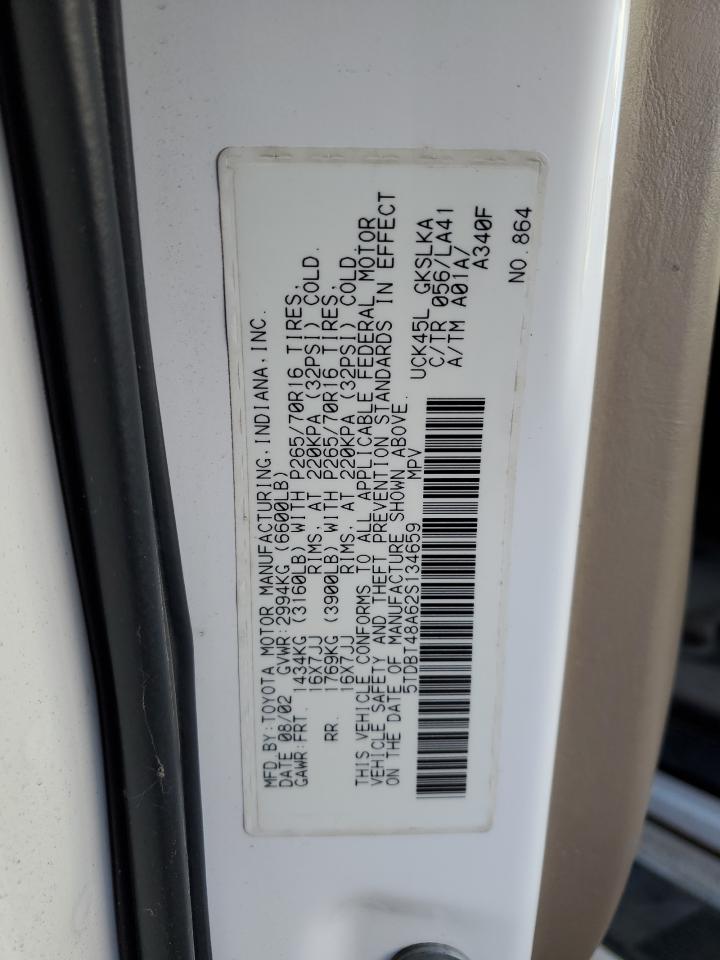 MFD. BY: TOYOTA MOTOR MANUFACTURING, INDIANA, INC.
DATE 08/02 GVWR: 2994KG (6600LB)
GAWR: FRT. 1434KG (3160LB) WITH P265/70R16 TIRES,
16X7JJ RIMS, AT 220KPA (32PSI) COLD.
RR. 1769KG (3900LB) WITH P265/70R16 TIRES,
16X7JJ RIMS, AT 220KPA (32PSI) COLD
THIS VEHICLE CONFORMS TO ALL APPLICABLE FEDERAL MOTOR
VEHICLE SAFETY AND THEFT PREVENTION STANDARDS IN EFFECT
ON THE DATE OF MANUFACTURE SHOWN ABOVE.
5TDBT48A62S134659 MPV
UCK45L GKSLKA
C/TR 056/LA41
A/TM A01A/
A340F
NO. 864